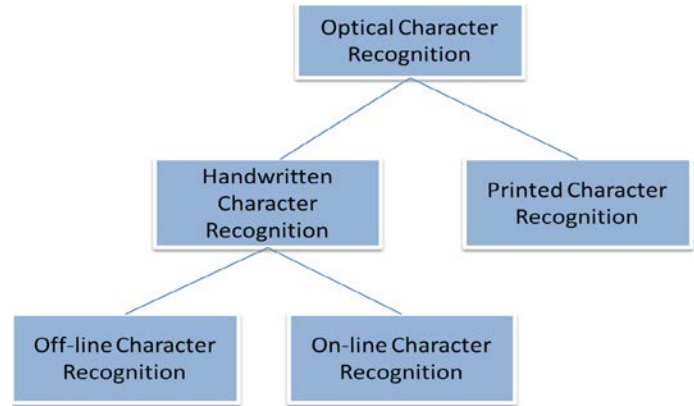 Optical Character
Recognition
Handwritten
Character
Recognition
Printed Character
Recognition
Off-line Character
Recognition
On-line Character
Recognition